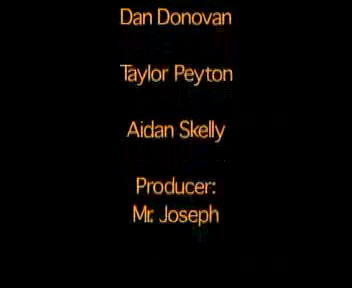 Dan Donovan
Taylor Peyton
Aidan Skelly
Producer:
Mr. Joseph